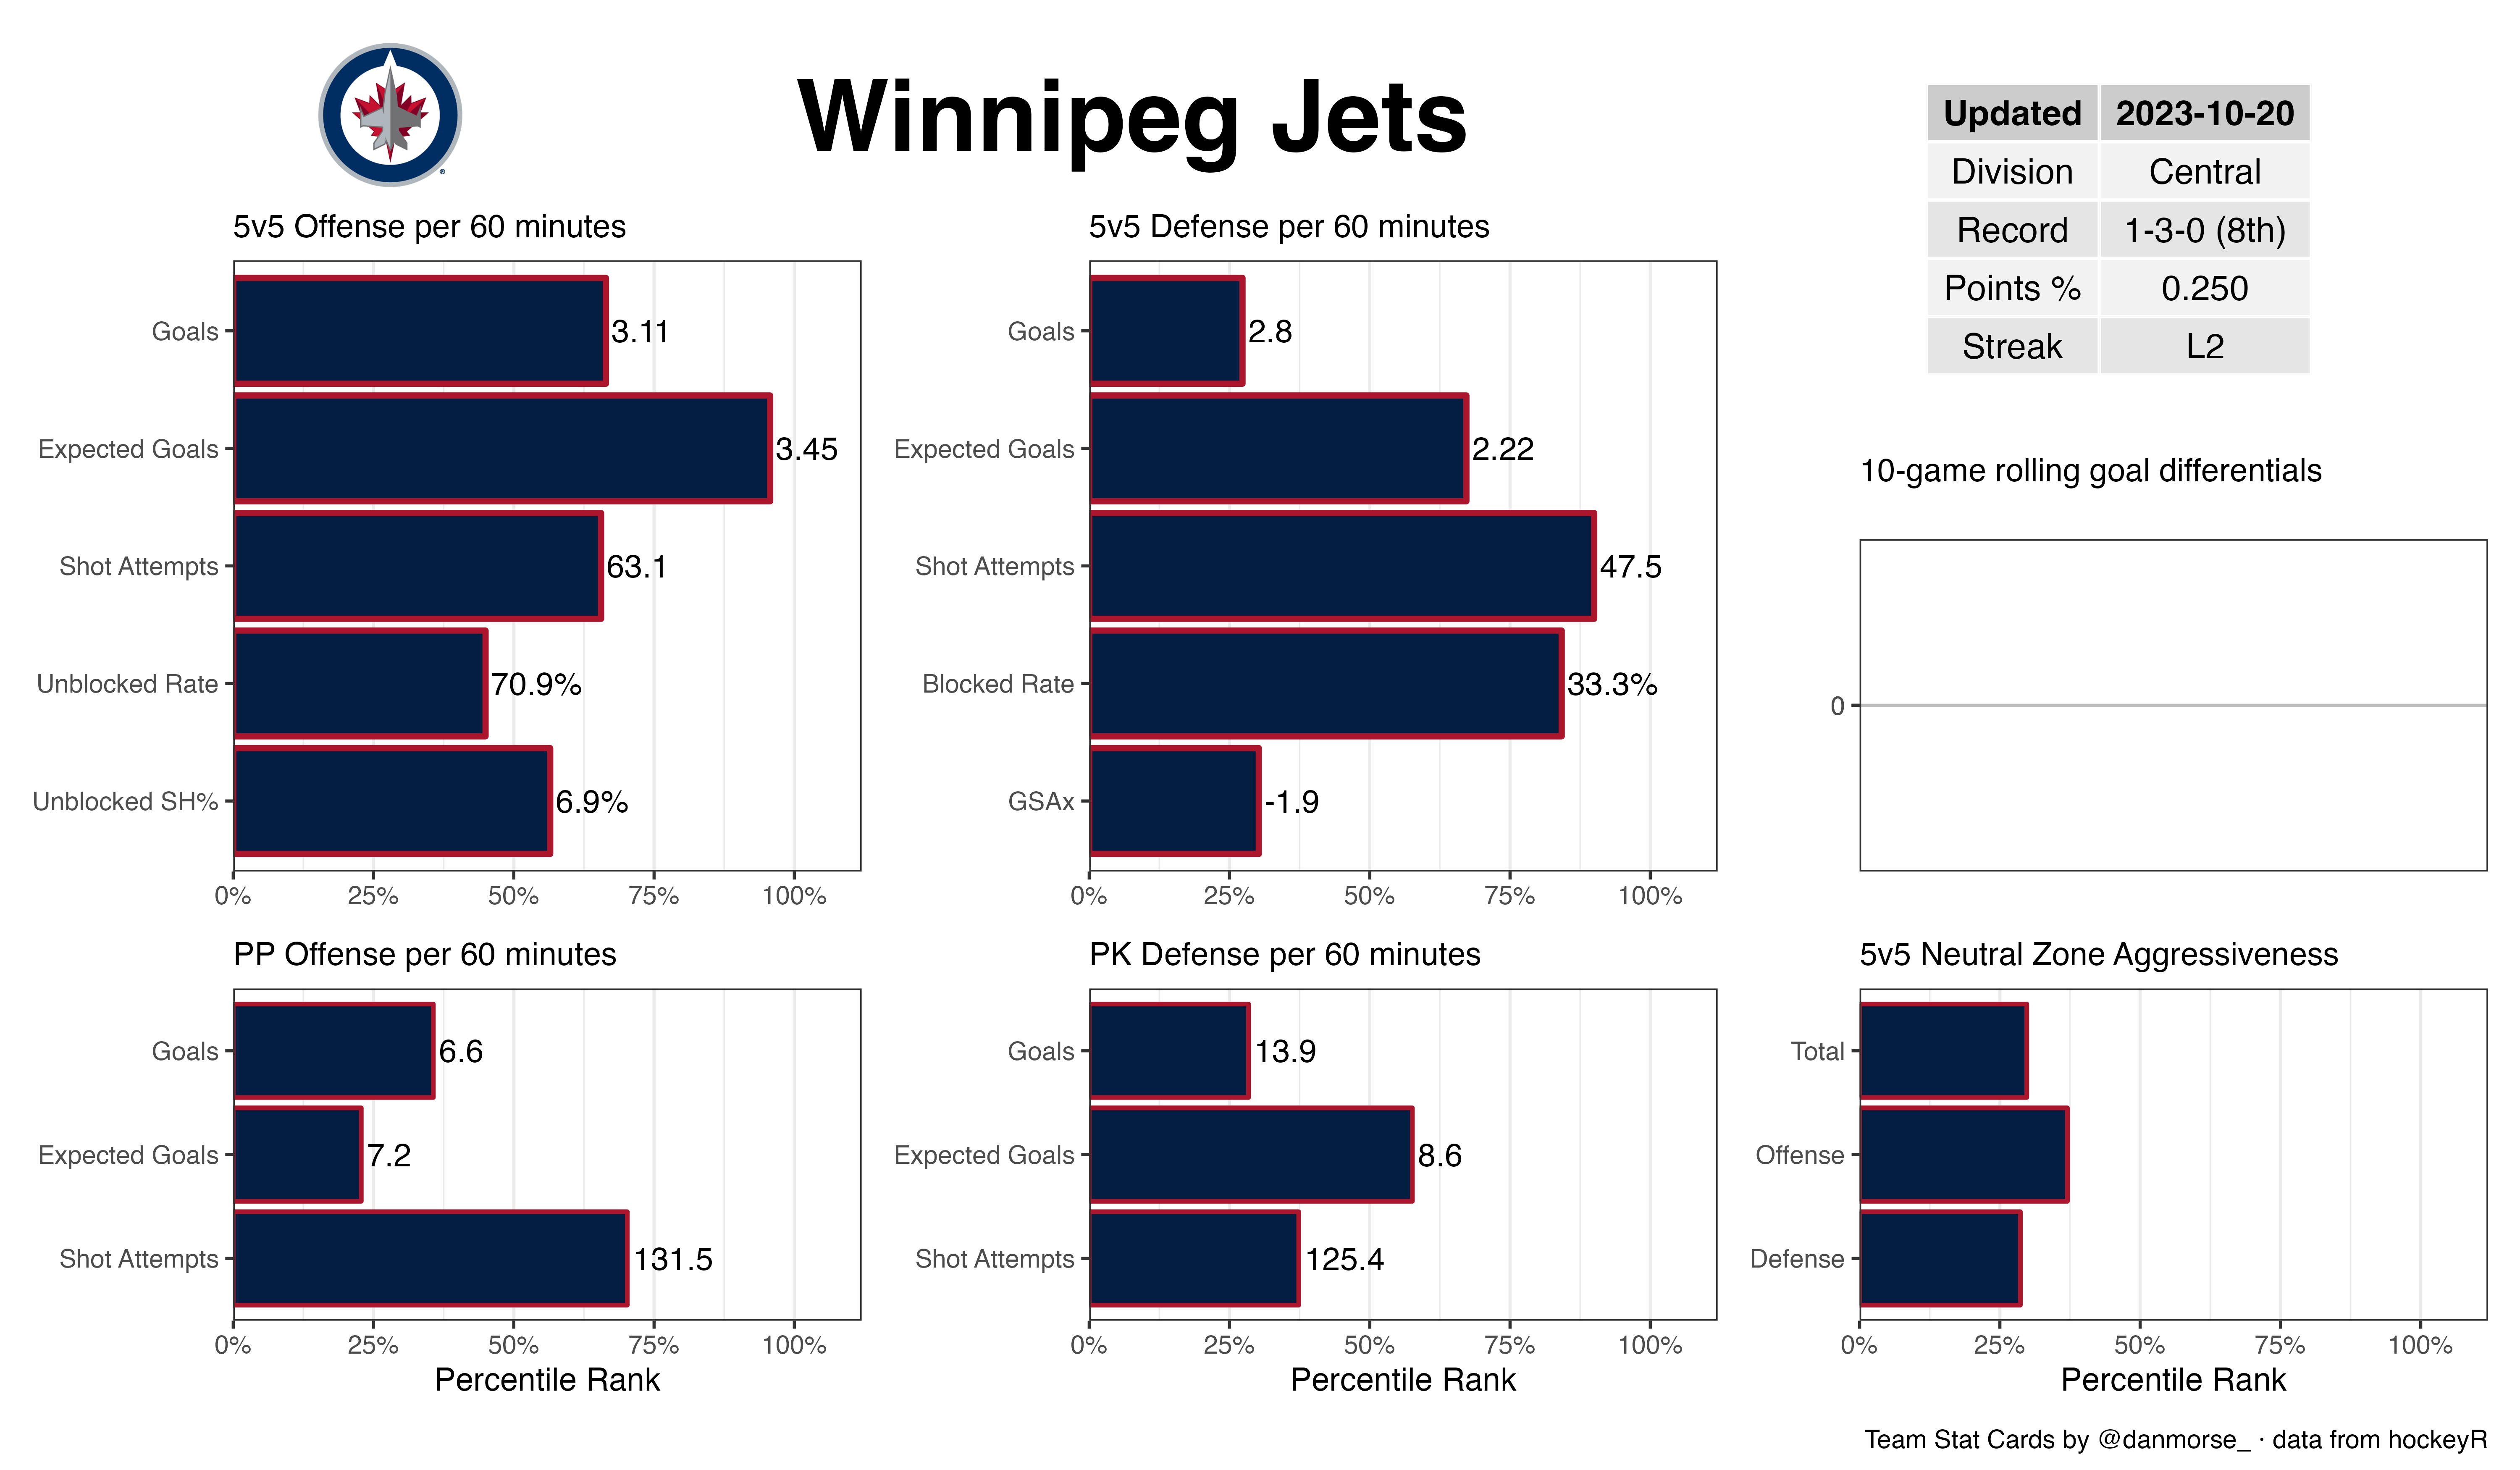 Winnipeg Jets
Updated 2023-10-20
Division Central
Record 1-3-0 (8th)
Points % 0.250
Streak L2
5v5 Offense per 60 minutes
Goals 3.11
Expected Goals 3.45
Shot Attempts 63.1
Unblocked Rate 70.9%
Unblocked SH% 6.9%
0% 25% 50% 75% 100%
5v5 Defense per 60 minutes
Goals 2.8
Expected Goals 2.22
Shot Attempts 47.5
Blocked Rate 33.3%
GSAx -1.9
0% 25% 50% 75% 100%
10-game rolling goal differentials
0
PP Offense per 60 minutes
Goals 6.6
Expected Goals 7.2
Shot Attempts 131.5
0% 25% 50% 75% 100%
Percentile Rank
PK Defense per 60 minutes
Goals 13.9
Expected Goals 8.6
Shot Attempts 125.4
0% 25% 50% 75% 100%
Percentile Rank
5v5 Neutral Zone Aggressiveness
Total
Offense
Defense
0% 25% 50% 75% 100%
Percentile Rank
Team Stat Cards by @danmorse_ · data from hockeyR